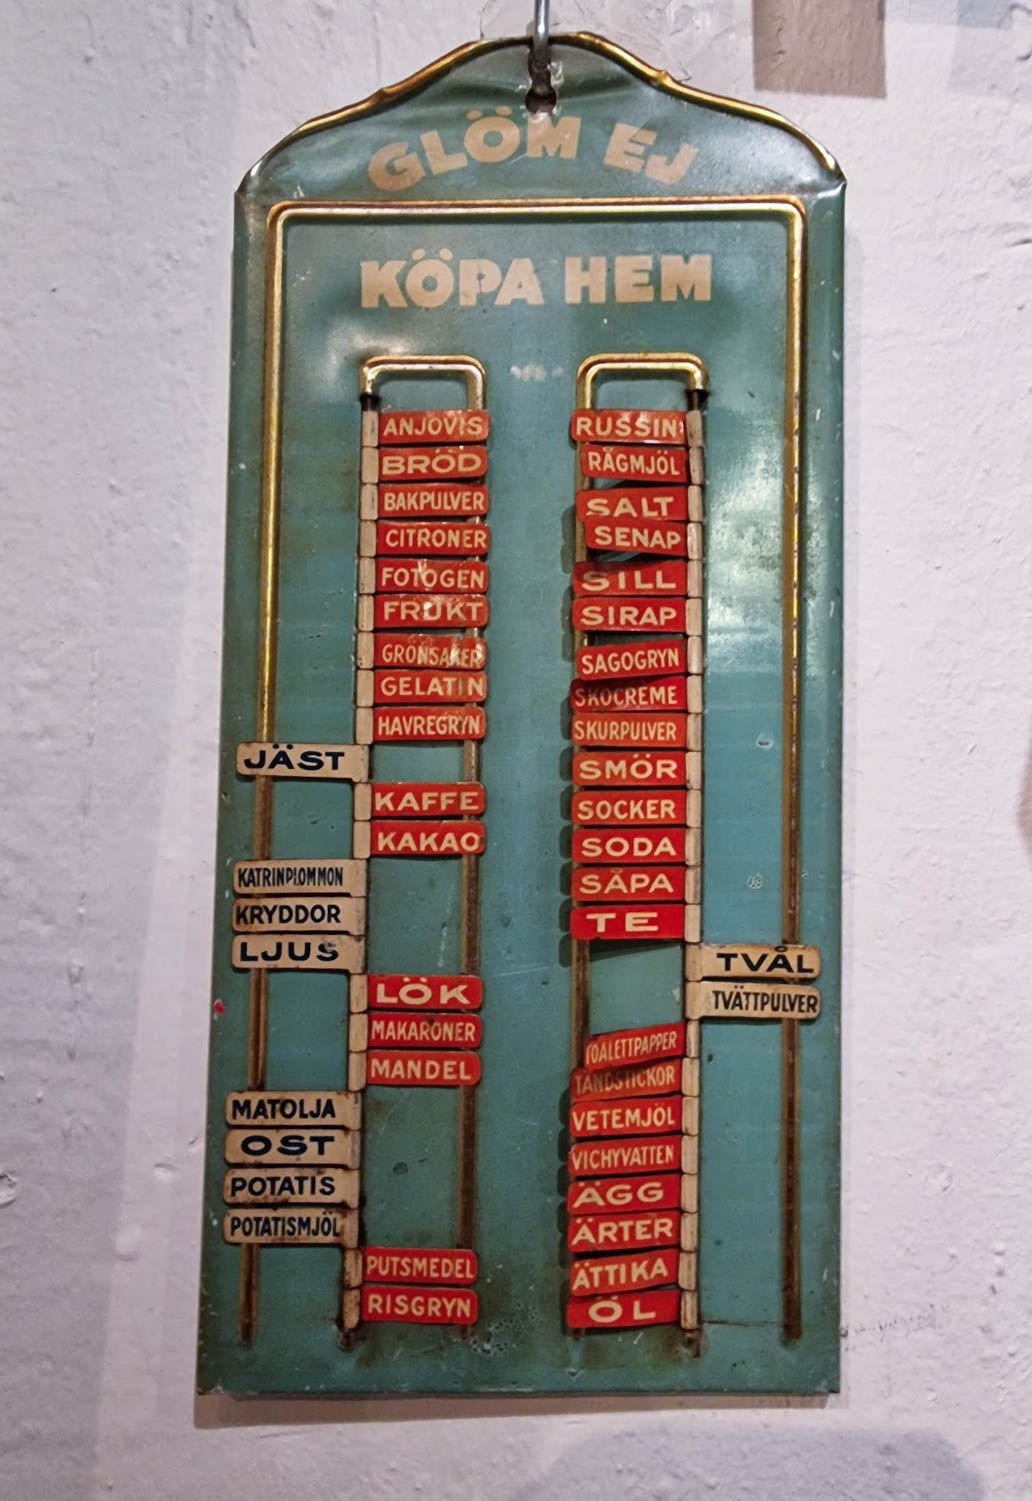 GLÖM EJ
KÖPA HEM
ANJOVIS
BRÖD
BAKPULVER
CITRONER
FOTOGEN
FRUKT
GRÖNSAKER
GELATIN
HAVREGRYN
JÄST
KAFFE
KAKAO
KATRINPLOMMON
KRYDDOR
LJUS
LÖK
MAKARONER
MANDEL
MATOLJA
OST
POTATIS
POTATISMJÖL
PUTSMEDEL
RISGRYN
RUSSIN
RÅGMJÖL
SALT
SENAP
SILL
SIRAP
SAGOGRYN
SKOCREME
SKURPULVER
SMÖR
SOCKER
SODA
SÅPA
TE
TVÅL
TVÄTTPULVER
TOALETTPAPPER
TÄNDSTICKOR
VETEMJÖL
VICHYVATTEN
ÄGG
ÄRTER
ÄTTIKA
ÖL